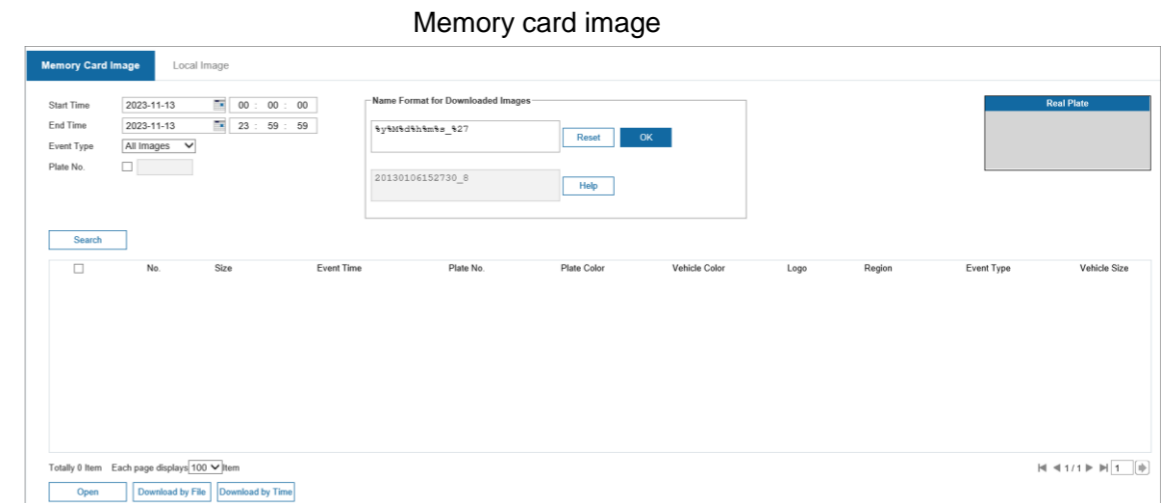 Memory card image
Memory Card Image Local Image
Start Time 2023-11-13 00 : 00 : 00
End Time 2023-11-13 23 : 59 : 59
Event Type All Images
Plate No.
Name Format for Downloaded Images
%y%M%d%h%m%s_%27 Reset OK
20130106152730_8 Help
Real Plate
Search
No. Size Event Time Plate No. Plate Color Vehicle Color Logo Region Event Type Vehicle Size
Totally 0 Item Each page displays 100 Item 1 / 1 1
Open Download by File Download by Time